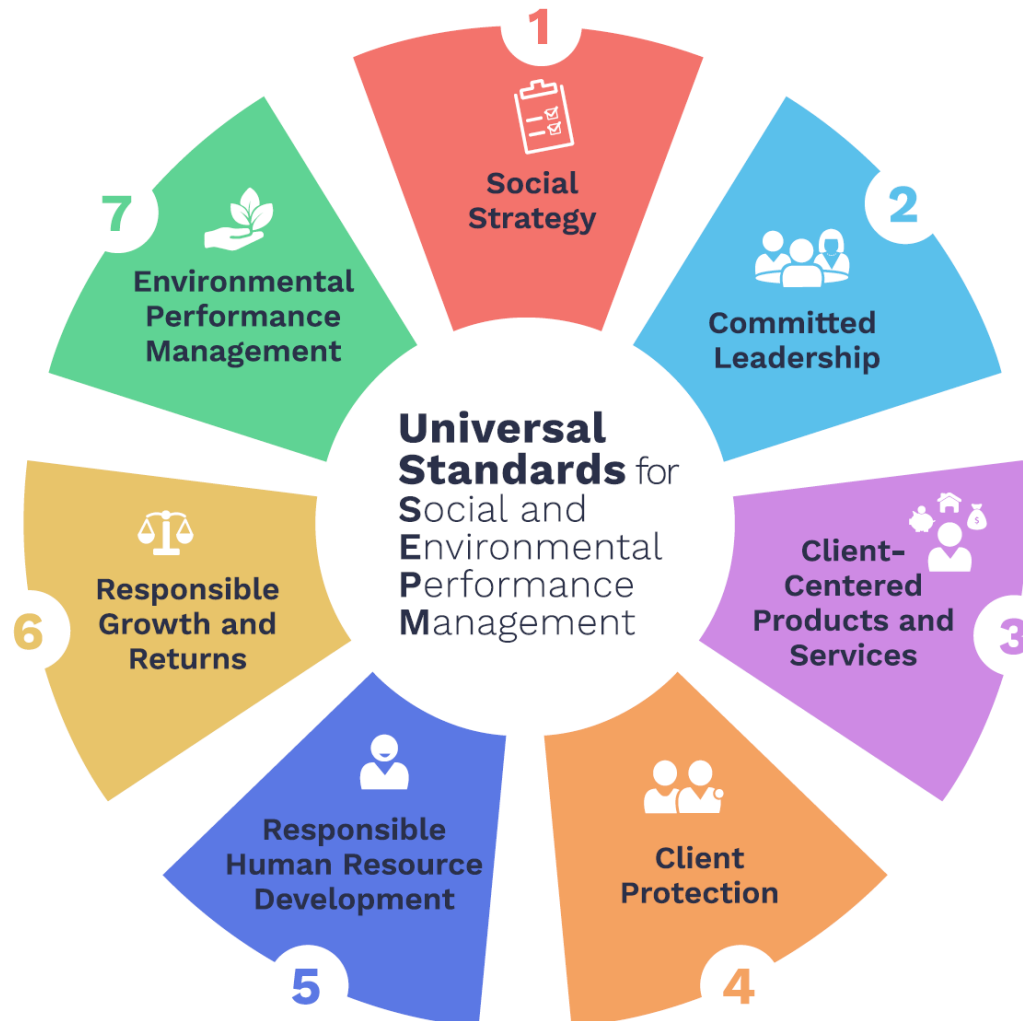 Universal
Standards for
Social and
Environmental
Performance
Management
1
Social
Strategy
2
Committed
Leadership
3
Client-
Centered
Products and
Services
4
Client
Protection
5
Responsible
Human Resource
Development
6
Responsible
Growth and
Returns
7
Environmental
Performance
Management
$